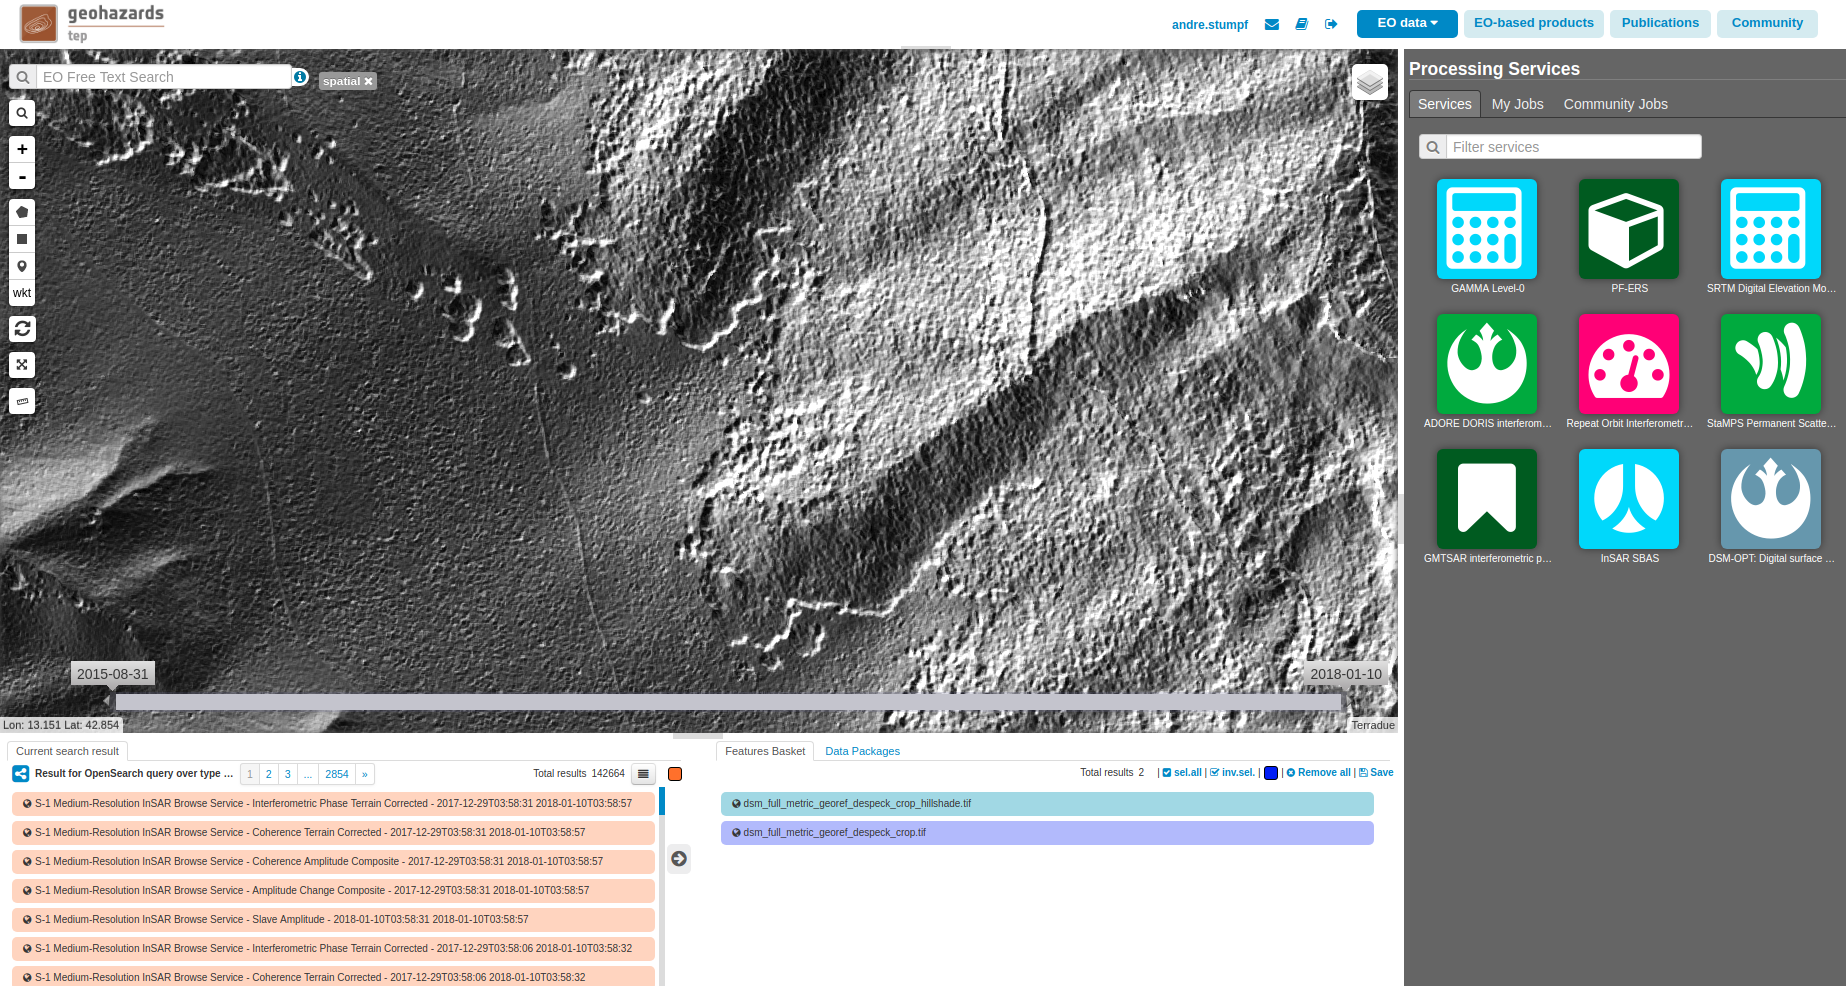 geohazards
tep
andre.stumpf
EO data
EO-based products
Publications
Community
EO Free Text Search
spatial
+
-
wkt
2015-08-31
2018-01-10
Lon: 13.151 Lat: 42.854
Terradue
Processing Services
Services
My Jobs
Community Jobs
Filter services
GAMMA Level-0
PF-ERS
SRTM Digital Elevation Mo...
ADORE DORIS interferom...
Repeat Orbit Interferometr...
StaMPS Permanent Scatte...
GMTSAR interferometric p...
InSAR SBAS
DSM-OPT: Digital surface ...
Current search result
Result for OpenSearch query over type ...
1 2 3 ... 2854 »
Total results 142664
S-1 Medium-Resolution InSAR Browse Service - Interferometric Phase Terrain Corrected - 2017-12-29T03:58:31 2018-01-10T03:58:57
S-1 Medium-Resolution InSAR Browse Service - Coherence Terrain Corrected - 2017-12-29T03:58:31 2018-01-10T03:58:57
S-1 Medium-Resolution InSAR Browse Service - Coherence Amplitude Composite - 2017-12-29T03:58:31 2018-01-10T03:58:57
S-1 Medium-Resolution InSAR Browse Service - Amplitude Change Composite - 2017-12-29T03:58:31 2018-01-10T03:58:57
S-1 Medium-Resolution InSAR Browse Service - Slave Amplitude - 2018-01-10T03:58:31 2018-01-10T03:58:57
S-1 Medium-Resolution InSAR Browse Service - Interferometric Phase Terrain Corrected - 2017-12-29T03:58:06 2018-01-10T03:58:32
S-1 Medium-Resolution InSAR Browse Service - Coherence Terrain Corrected - 2017-12-29T03:58:06 2018-01-10T03:58:32
Features Basket
Data Packages
Total results 2 | sel.all | inv.sel. | | Remove all | Save
dsm_full_metric_georef_despeck_crop_hillshade.tif
dsm_full_metric_georef_despeck_crop.tif